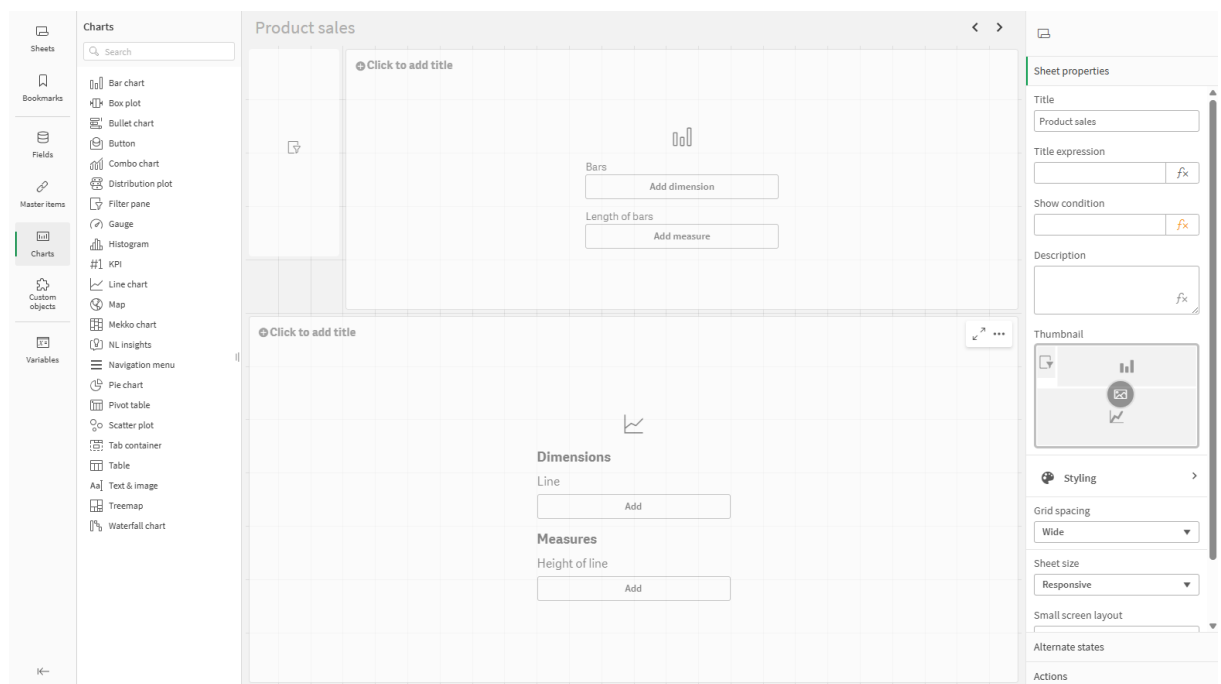 Sheets
Bookmarks
Fields
Master items
Charts
Custom
objects
Variables
Charts
Search
Bar chart
Box plot
Bullet chart
Button
Combo chart
Distribution plot
Filter pane
Gauge
Histogram
#1 KPI
Line chart
Map
Mekko chart
NL insights
Navigation menu
Pie chart
Pivot table
Scatter plot
Tab container
Table
Aa Text & image
Treemap
Waterfall chart
Product sales
Click to add title
Bars
Add dimension
Length of bars
Add measure
Click to add title
Dimensions
Line
Add
Measures
Height of line
Add
Sheet properties
Title
Product sales
Title expression
fx
Show condition
fx
Description
fx
Thumbnail
Styling
Grid spacing
Wide
Sheet size
Responsive
Small screen layout
Alternate states
Actions